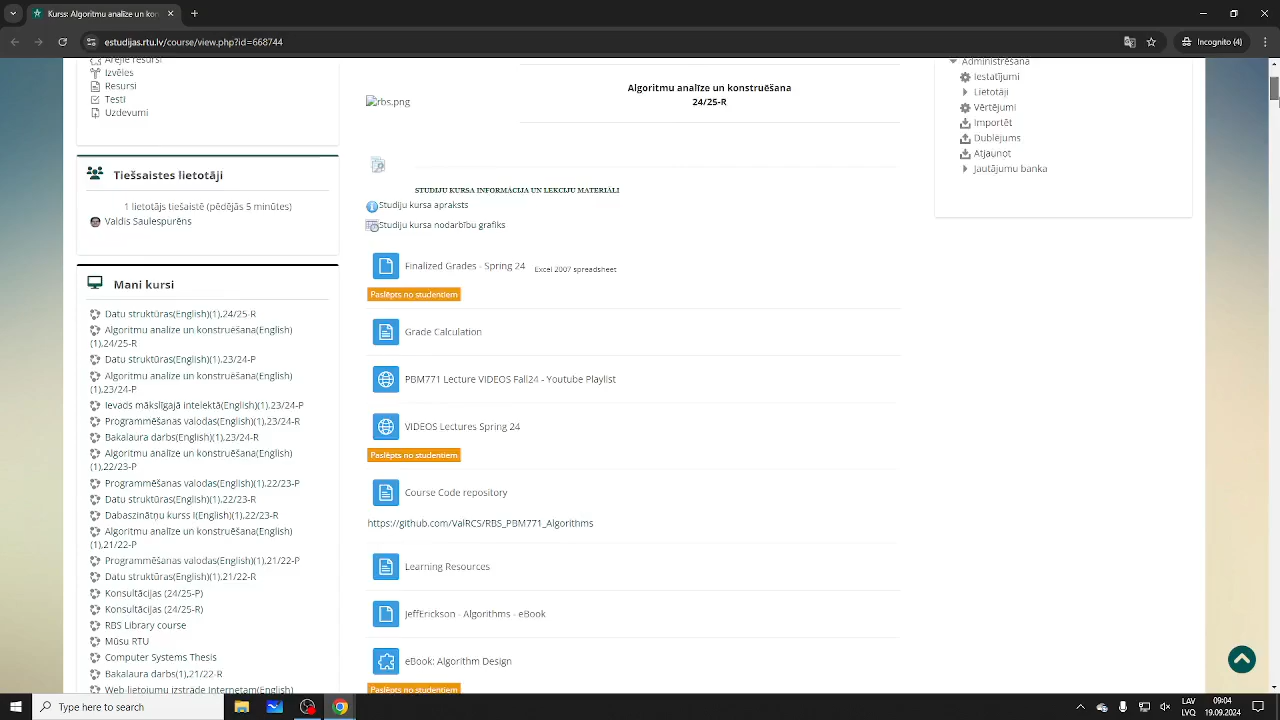 Kurss Algoritmu analīze un kon
estudijas.rtu.lv/course/view.php?id=668744
Incognito (4)
Ārējie resursi
Izvēles
Resursi
Testi
Uzdevumi
Tiešsaistes lietotāji
1 lietotājs tiešsaistē (pēdējās 5 minūtes)
Valdis Saulespurēns
Mani kursi
Datu struktūras(English)(1),24/25-R
Algoritmu analīze un konstruēšana(English)
(1),24/25-R
Datu struktūras(English)(1),23/24-P
Algoritmu analīze un konstruēšana(English)
(1),23/24-P
Ievads mākslīgajā intelektā(English)(1),23/24-P
Programmēšanas valodas(English)(1),23/24-R
Bakalaura darbs(English)(1),23/24-R
Algoritmu analīze un konstruēšana(English)
(1),22/23-P
Programmēšanas valodas(English)(1),22/23-P
Datu struktūras(English)(1),22/23-R
Dabaszinātņu kurss I(English)(1),22/23-R
Algoritmu analīze un konstruēšana(English)
(1),21/22-P
Programmēšanas valodas(English)(1),21/22-P
Datu struktūras(English)(1),21/22-R
Konsultācijas (24/25-P)
Konsultācijas (24/25-R)
RBS Library course
Mūsu RTU
Computer Systems Thesis
Bakalaura darbs(1),21/22-R
Web lietojumu izstrāde Internetam(English)
rbs.png
Algoritmu analīze un konstruēšana
24/25-R
STUDIJU KURSA INFORMĀCIJA UN LEKCIJU MATERIĀLI
Studiju kursa apraksts
Studiju kursa nodarbību grafiks
Finalized Grades - Spring 24 Excel 2007 spreadsheet
Paslēpts no studentiem
Grade Calculation
PBM771 Lecture VIDEOS Fall24 - Youtube Playlist
VIDEOS Lectures Spring 24
Paslēpts no studentiem
Course Code repository
https://github.com/ValRCS/RBS_PBM771_Algorithms
Learning Resources
JeffErickson - Algorithms - eBook
eBook: Algorithm Design
Paslēpts no studentiem
Administrēšana
Iestatījumi
Lietotāji
Vērtējumi
Importēt
Dublējums
Atjaunot
Jautājumu banka
Type here to search
LAV
09:04
19.09.2024